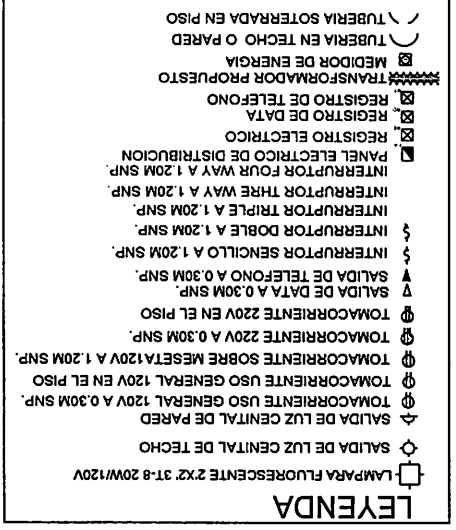 LEYENDA
LAMPARA FLUORESCENTE 2'X2' 3T-8 20W/120V
SALIDA DE LUZ CENITAL DE TECHO
SALIDA DE LUZ CENITAL DE PARED
TOMACORRIENTE USO GENERAL 120V A 0.30M SNP.
TOMACORRIENTE USO GENERAL 120V EN EL PISO
TOMACORRIENTE SOBRE MESETA120V A 1.20M SNP.
TOMACORRIENTE 220V A 0.30M SNP.
TOMACORRIENTE 220V EN EL PISO
SALIDA DE DATA A 0.30M SNP.
SALIDA DE TELEFONO A 0.30M SNP.
INTERRUPTOR SENCILLO A 1.20M SNP.
INTERRUPTOR DOBLE A 1.20M SNP.
INTERRUPTOR TRIPLE A 1.20M SNP.
INTERRUPTOR THRE WAY A 1.20M SNP.
INTERRUPTOR FOUR WAY A 1.20M SNP.
PANEL ELECTRICO DE DISTRIBUCION
REGISTRO ELECTRICO
REGISTRO DE DATA
REGISTRO DE TELEFONO
TRANSFORMADOR PROPUESTO
MEDIDOR DE ENERGIA
TUBERIA EN TECHO O PARED
TUBERIA SOTERRADA EN PISO